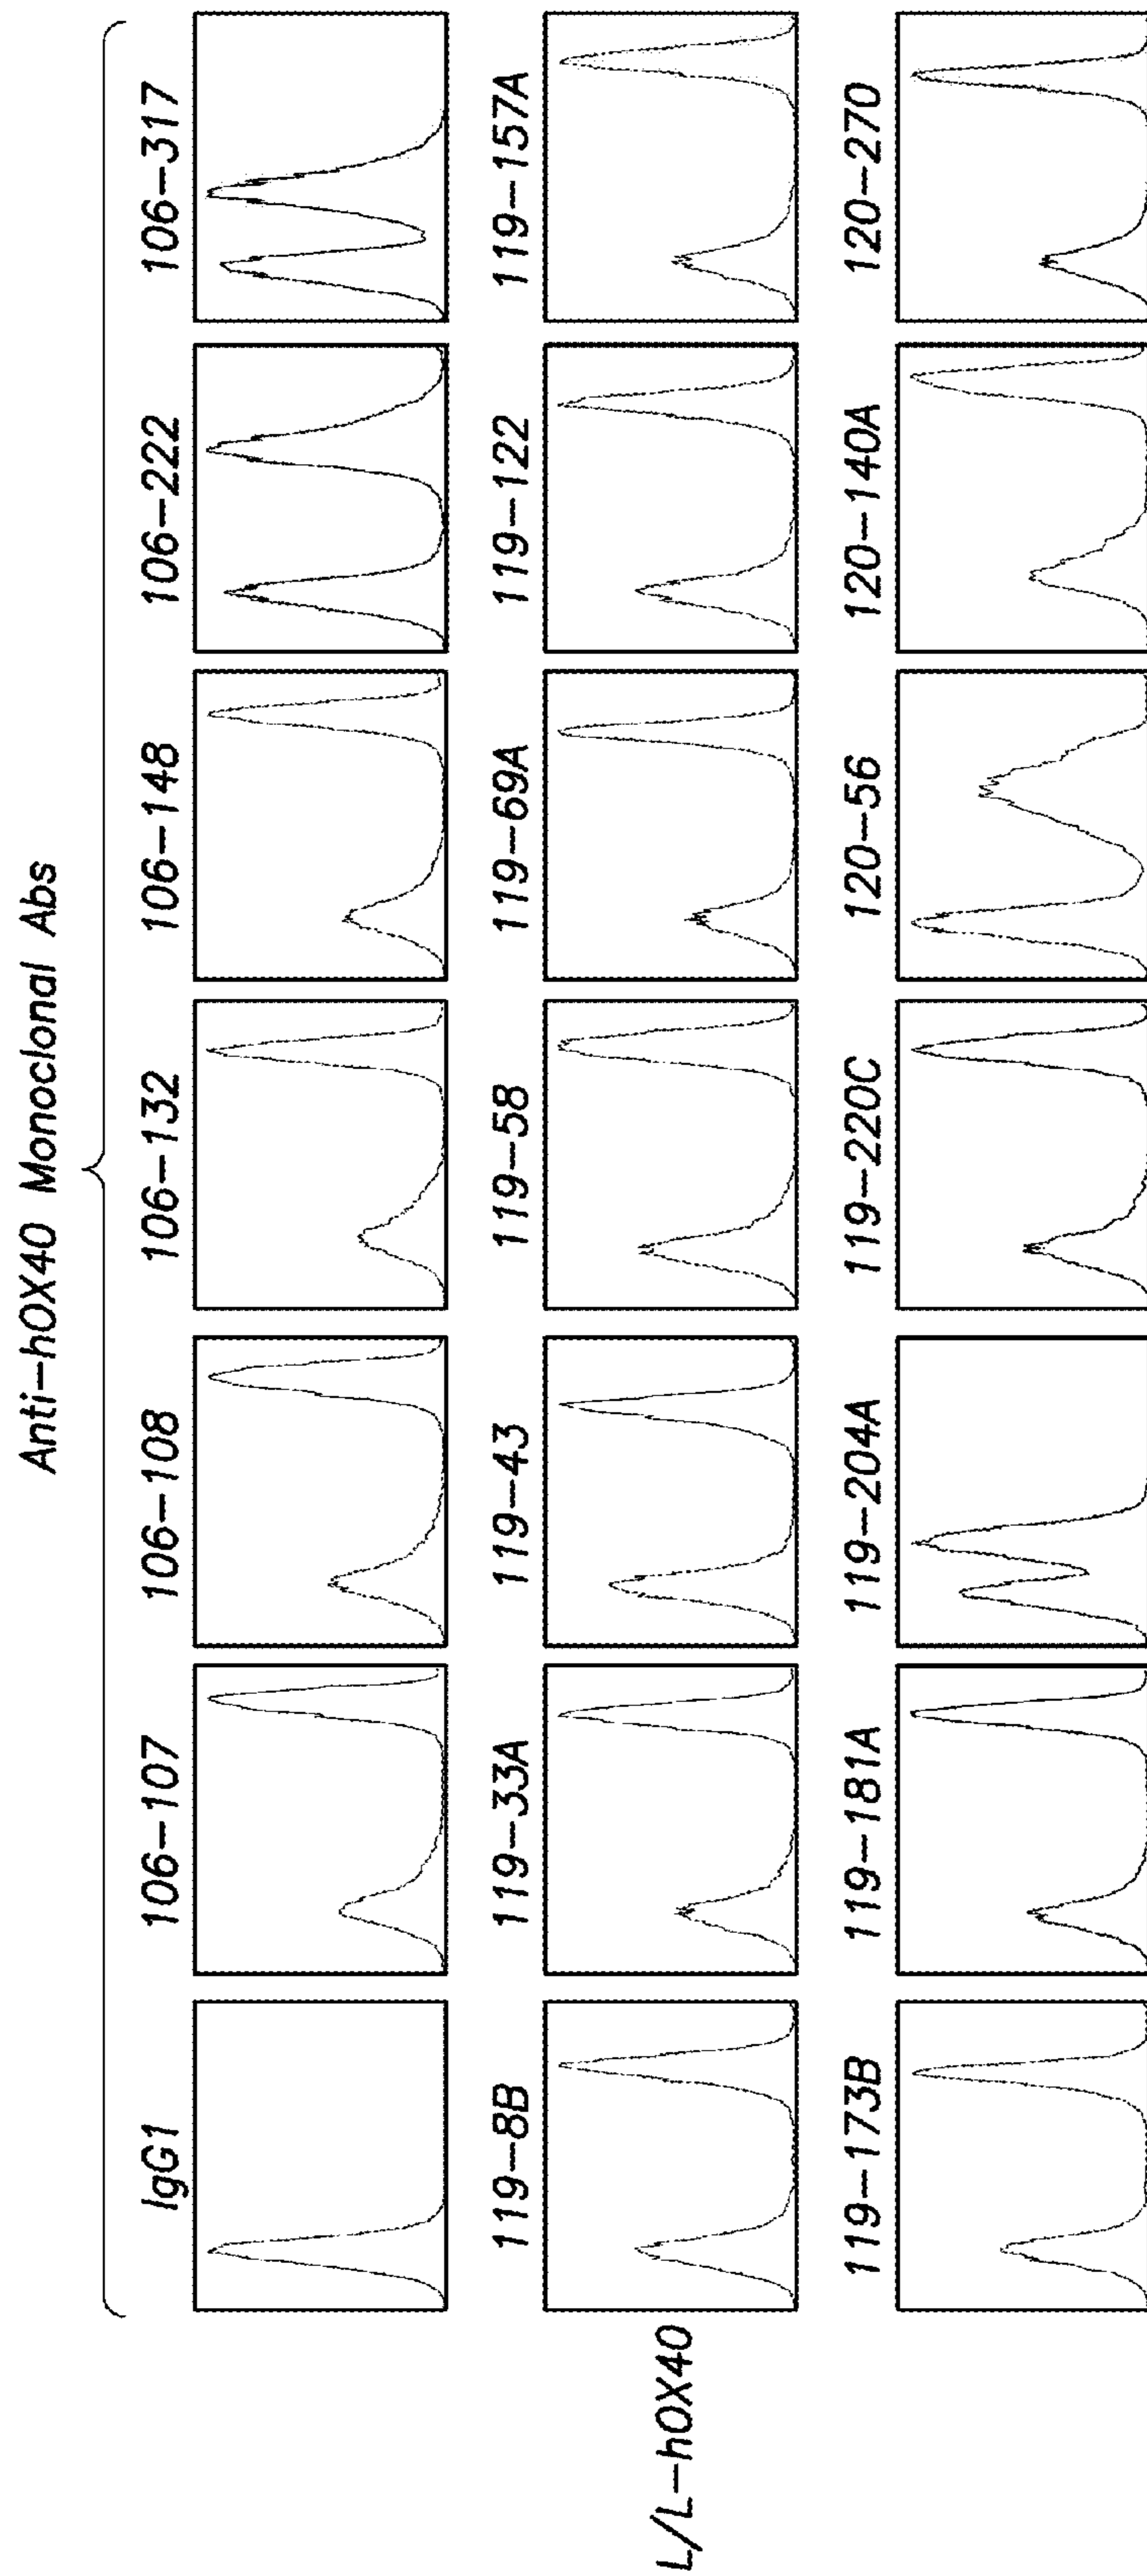 Anti-hOX40 Monoclonal Abs
IgG1 106-107 106-108 106-132 106-148 106-222 106-317
119-8B 119-33A 119-43 119-58 119-69A 119-122 119-157A
L/L-hOX40
119-173B 119-181A 119-204A 119-220C 120-56 120-140A 120-270